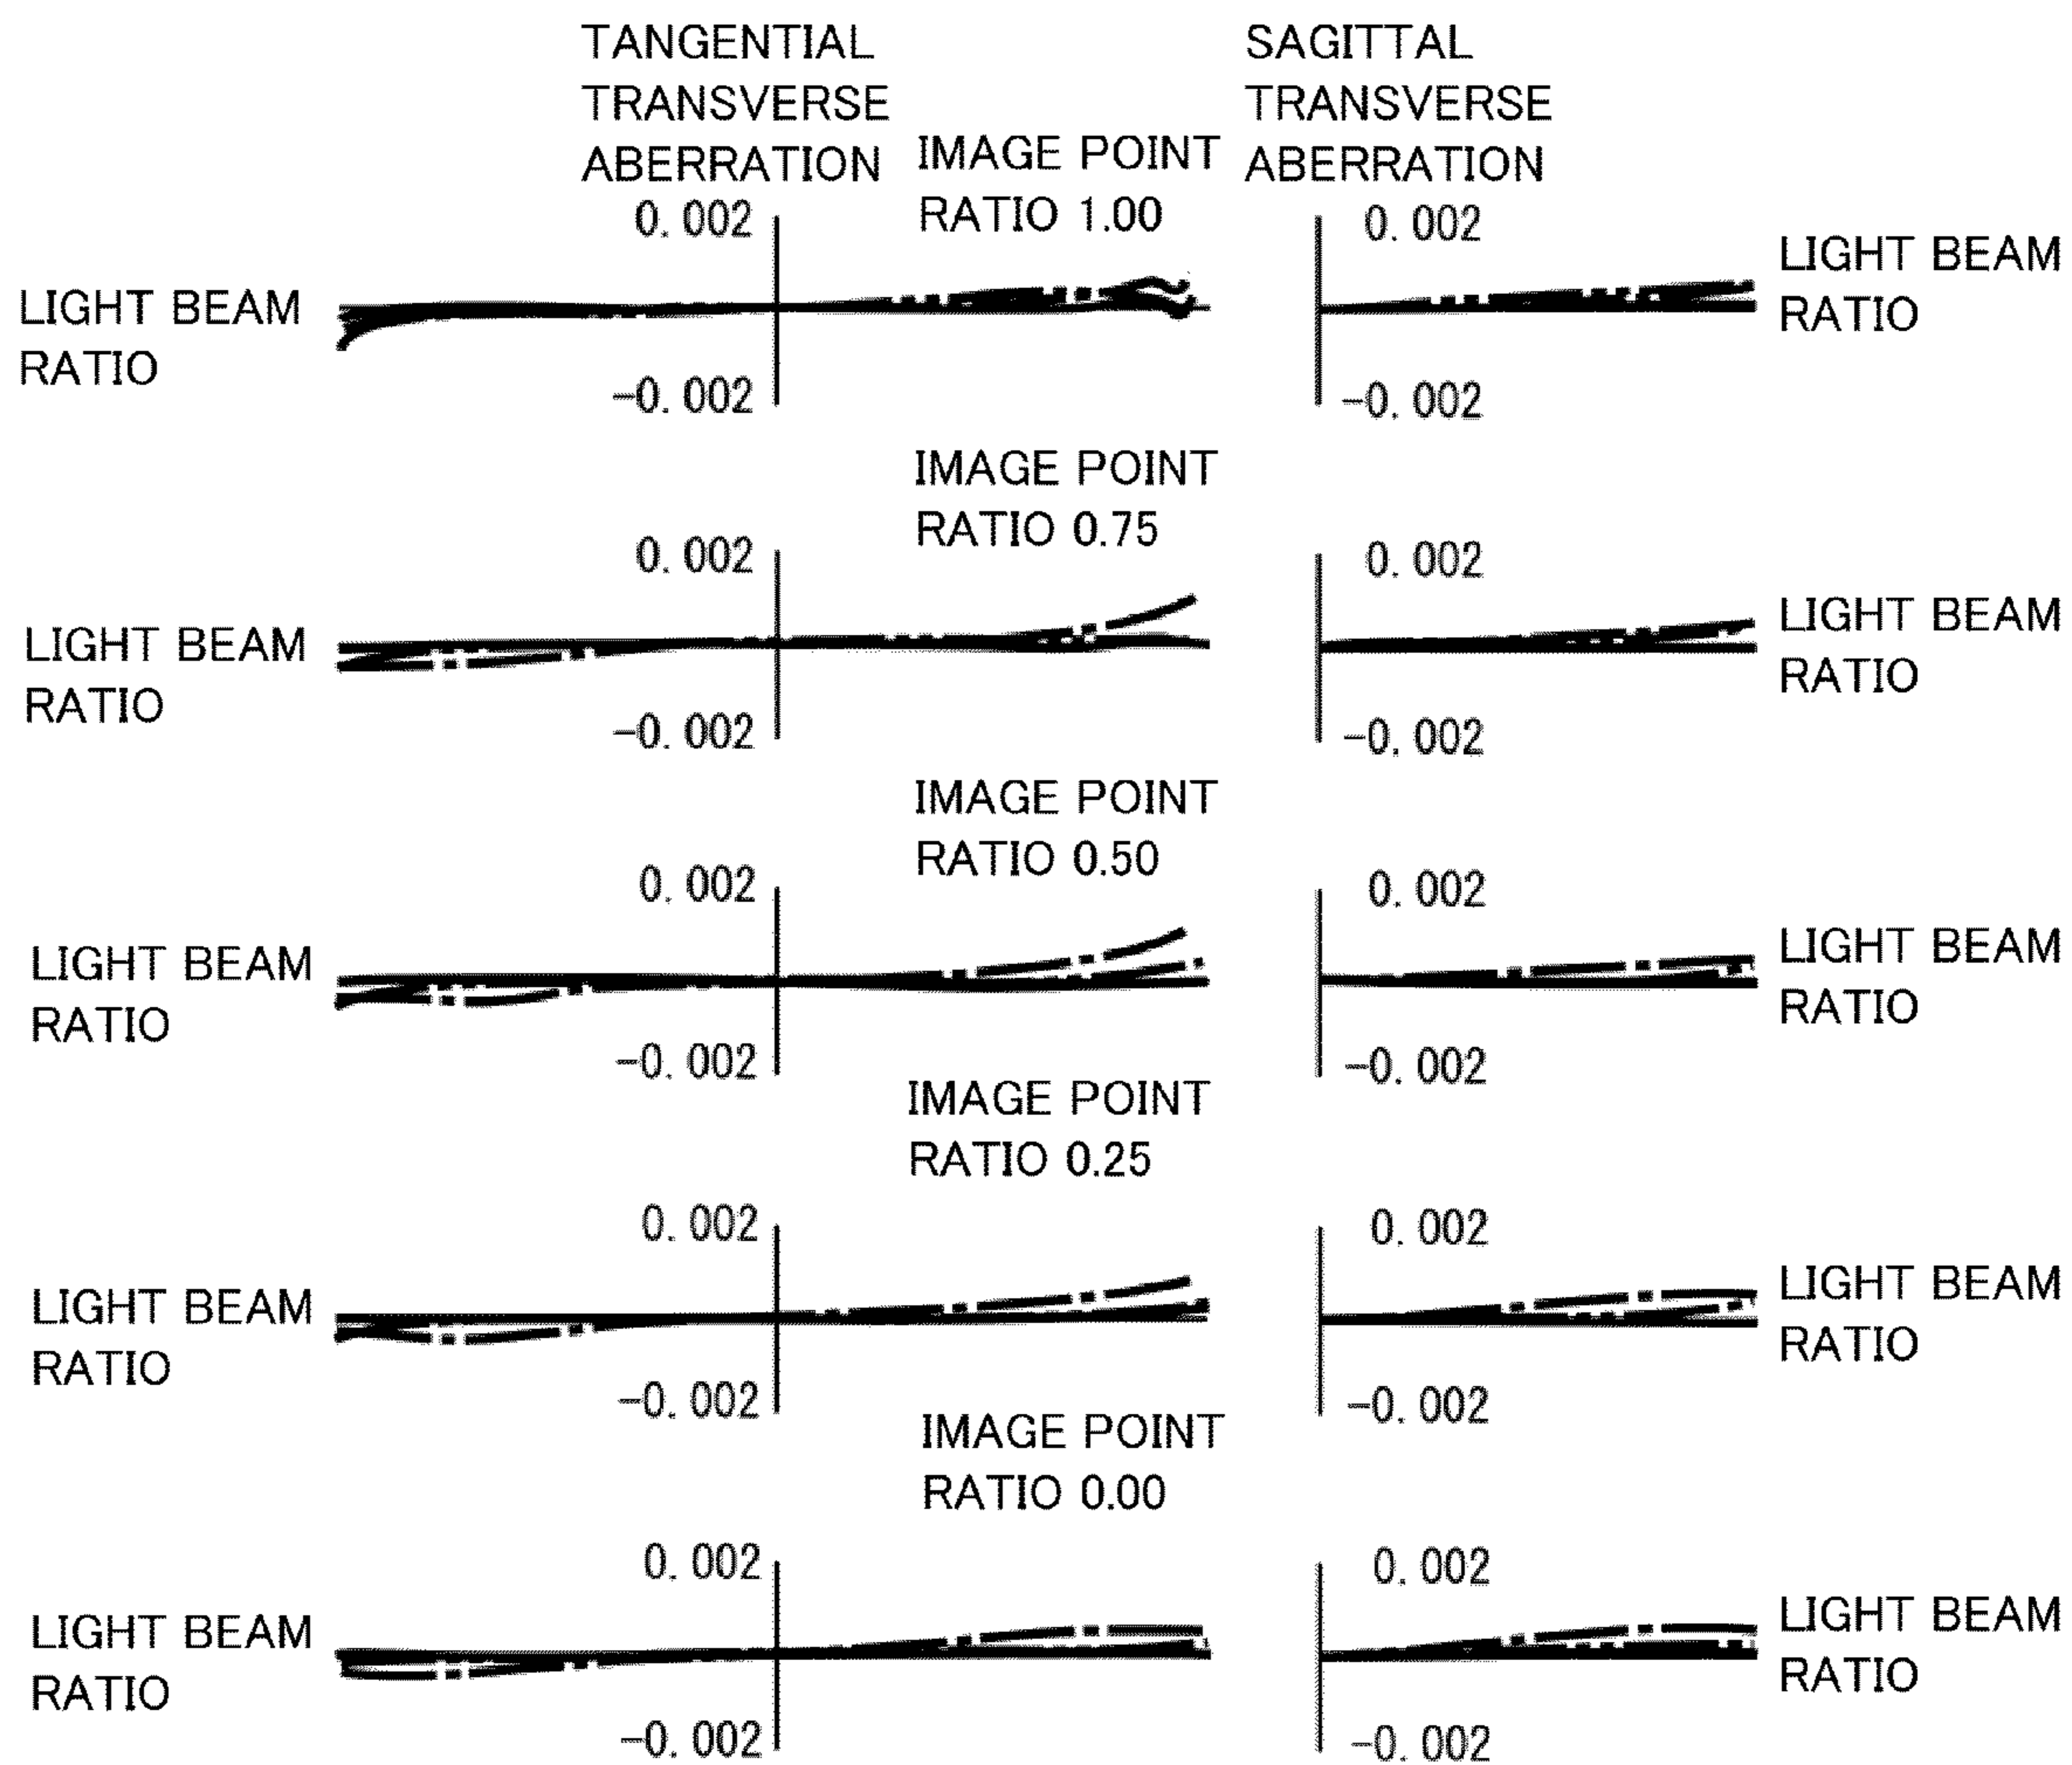 TANGENTIAL
TRANSVERSE
ABERRATION
SAGITTAL
TRANSVERSE
ABERRATION
IMAGE POINT
RATIO 1.00
0.002
0.002
LIGHT BEAM
RATIO
LIGHT BEAM
RATIO
-0.002
-0.002
IMAGE POINT
RATIO 0.75
0.002
0.002
LIGHT BEAM
RATIO
LIGHT BEAM
RATIO
-0.002
-0.002
IMAGE POINT
RATIO 0.50
0.002
0.002
LIGHT BEAM
RATIO
LIGHT BEAM
RATIO
-0.002
-0.002
IMAGE POINT
RATIO 0.25
0.002
0.002
LIGHT BEAM
RATIO
LIGHT BEAM
RATIO
-0.002
-0.002
IMAGE POINT
RATIO 0.00
0.002
0.002
LIGHT BEAM
RATIO
LIGHT BEAM
RATIO
-0.002
-0.002